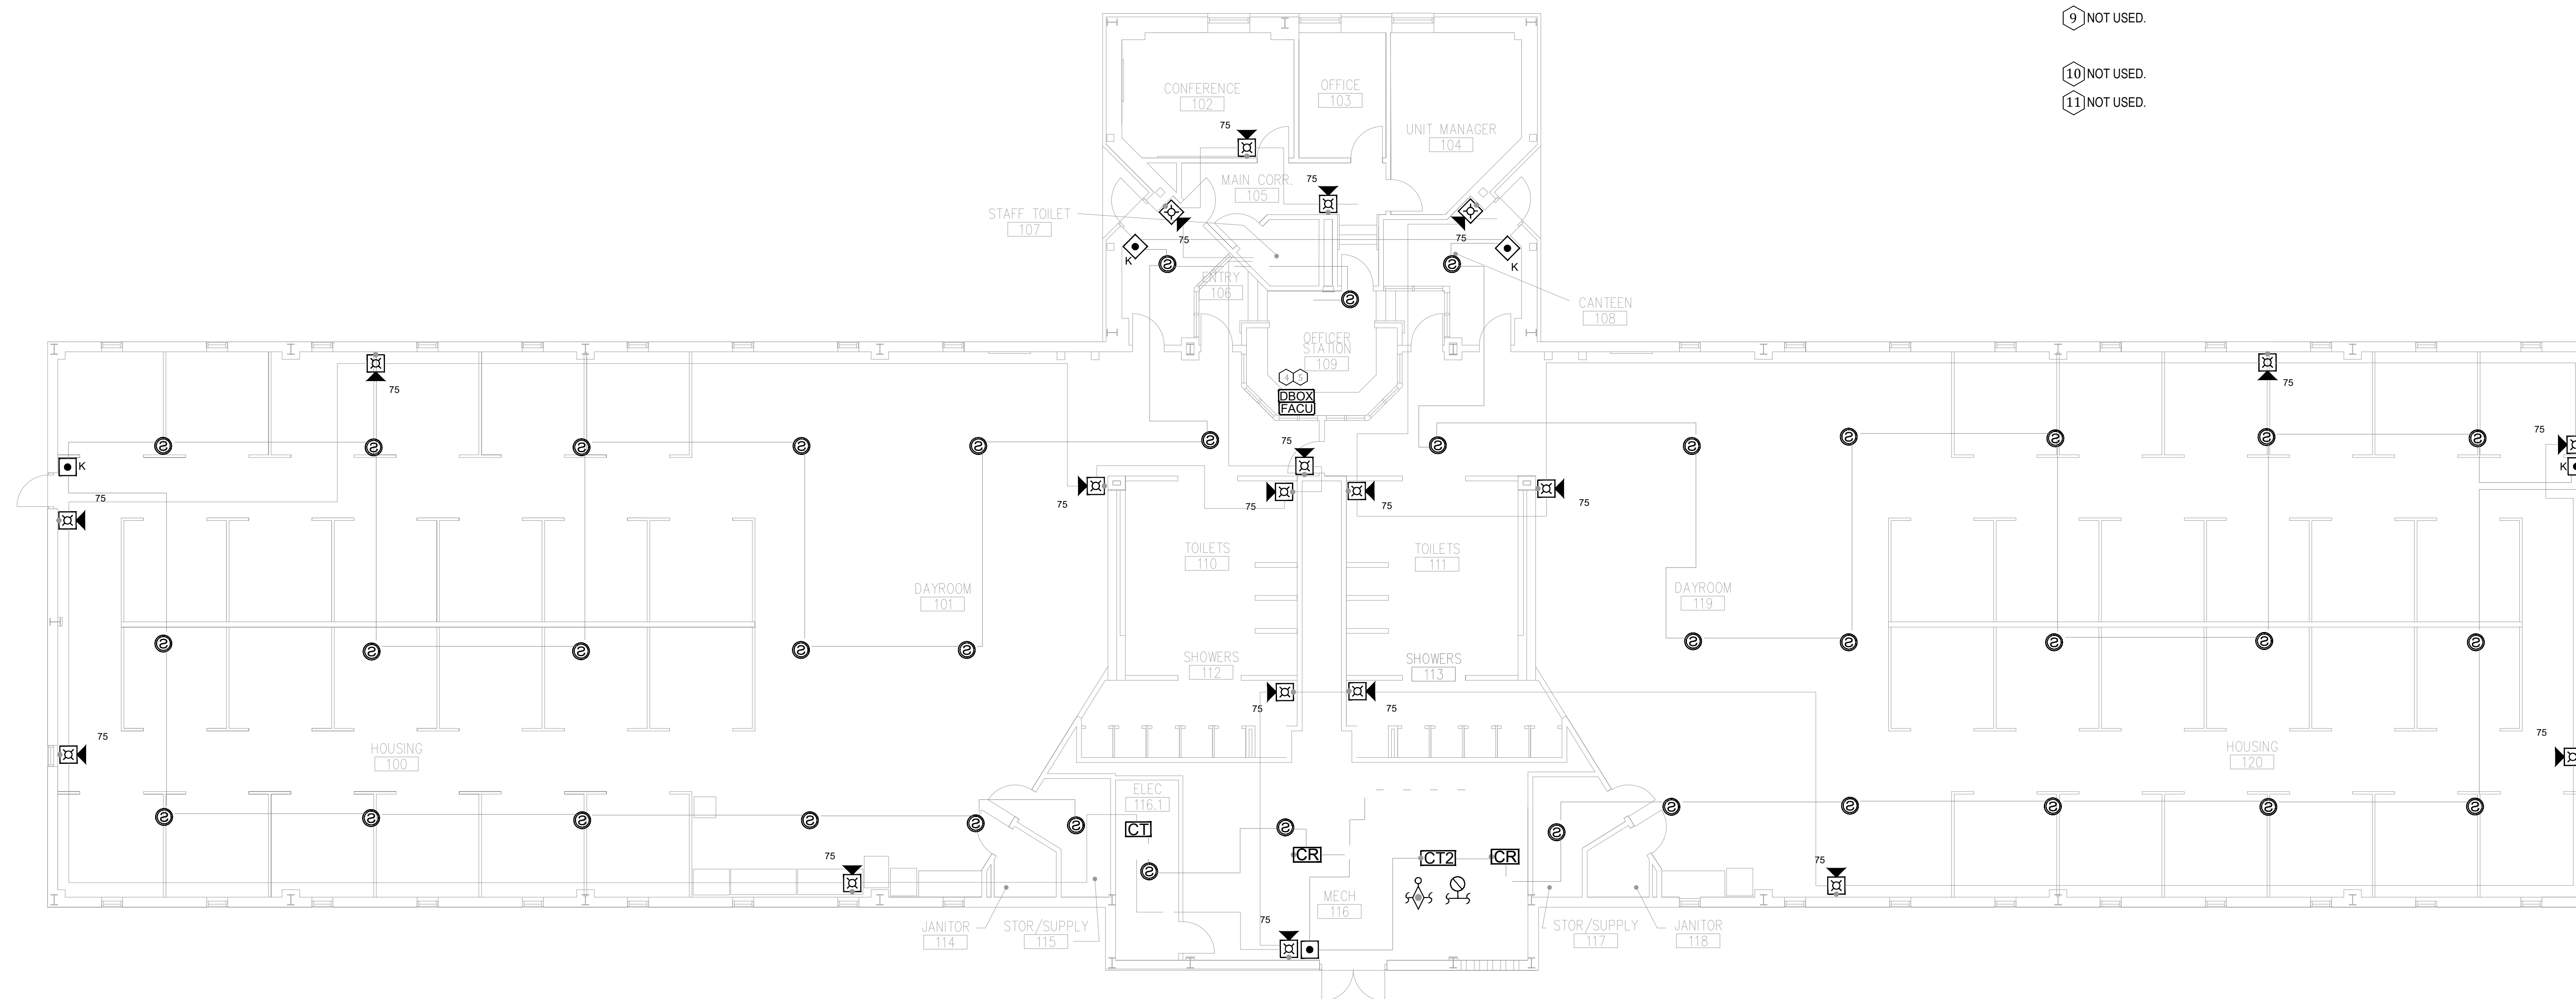 9 NOT USED.
10 NOT USED.
11 NOT USED.
CONFERENCE
102
OFFICE
103
UNIT MANAGER
104
75
MAIN CORR.
105
75
STAFF TOILET
107
75
75
K
K
ENTRY
106
CANTEEN
108
OFFICER
STATION
109
4 5
DBOX
FACU
75
75
75
75
K
75
75
75
75
75
75
K
TOILETS
110
TOILETS
111
DAYROOM
101
DAYROOM
119
SHOWERS
112
SHOWERS
113
75
75
75
75
HOUSING
100
HOUSING
120
ELEC
116.1
CT
CR
CT2
CR
75
75
MECH
116
75
JANITOR
114
STOR/SUPPLY
115
STOR/SUPPLY
117
JANITOR
118